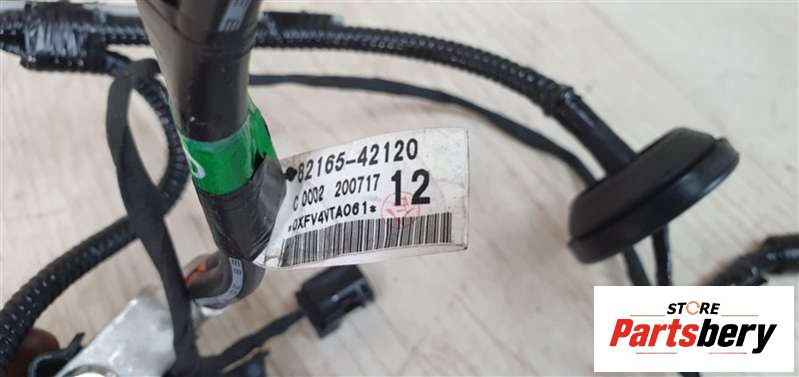 82165-42120
C 0002 200717 12
*0XFV4VTA061*
STORE
Partsbery